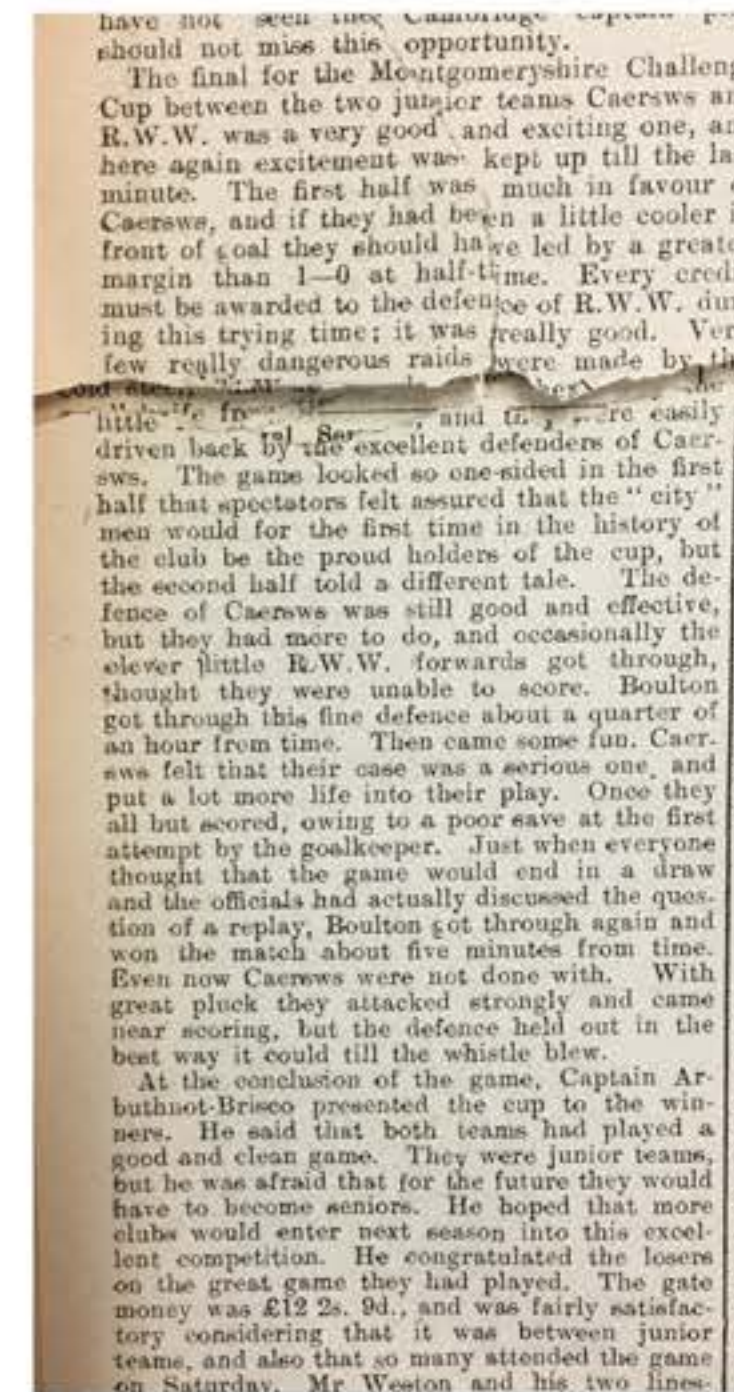 have not seen the Cambridge captain
should not miss this opportunity.
The final for the Montgomeryshire Challeng
Cup between the two junior teams Caersws an
R.W.W. was a very good and exciting one, an
here again excitement was kept up till the la
minute. The first half was much in favour
Caersws, and if they had been a little cooler i
front of goal they should have led by a greate
margin than 1—0 at half-time. Every cred
must be awarded to the defence of R.W.W. dur
ing this trying time; it was really good. Ver
few really dangerous raids were made by th
little and easily
driven back by the excellent defenders of Caer-
sws. The game looked so one-sided in the first
half that spectators felt assured that the "city"
men would for the first time in the history of
the club be the proud holders of the cup, but
the second half told a different tale. The de-
fence of Caersws was still good and effective,
but they had more to do, and occasionally the
clever little R.W.W. forwards got through,
thought they were unable to score. Boulton
got through this fine defence about a quarter of
an hour from time. Then came some fun. Caer-
sws felt that their case was a serious one, and
put a lot more life into their play. Once they
all but scored, owing to a poor save at the first
attempt by the goalkeeper. Just when everyone
thought that the game would end in a draw
and the officials had actually discussed the ques-
tion of a replay, Boulton got through again and
won the match about five minutes from time.
Even now Caersws were not done with. With
great pluck they attacked strongly and came
near scoring, but the defence held out in the
best way it could till the whistle blew.
At the conclusion of the game, Captain Ar-
buthnot-Brisco presented the cup to the win-
ners. He said that both teams had played a
good and clean game. They were junior teams,
but he was afraid that for the future they would
have to become seniors. He hoped that more
clubs would enter next season into this excel-
lent competition. He congratulated the losers
on the great game they had played. The gate
money was £12 2s. 9d., and was fairly satisfac-
tory considering that it was between junior
teams, and also that so many attended the game
on Saturday. Mr Weston and his two lines-